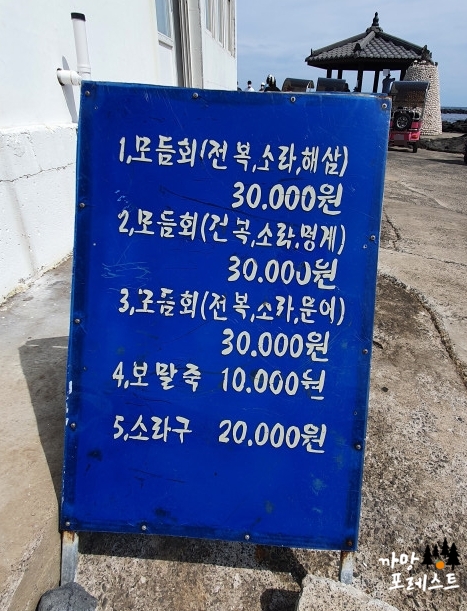 1,모듬회(전복,소라,해삼)
30.000원
2,모듬회(전복,소라,멍게)
30.000원
3,모듬회(전복,소라,문어)
30.000원
4,보말죽 10.000원
5,소라구 20.000원
까망
포레스트